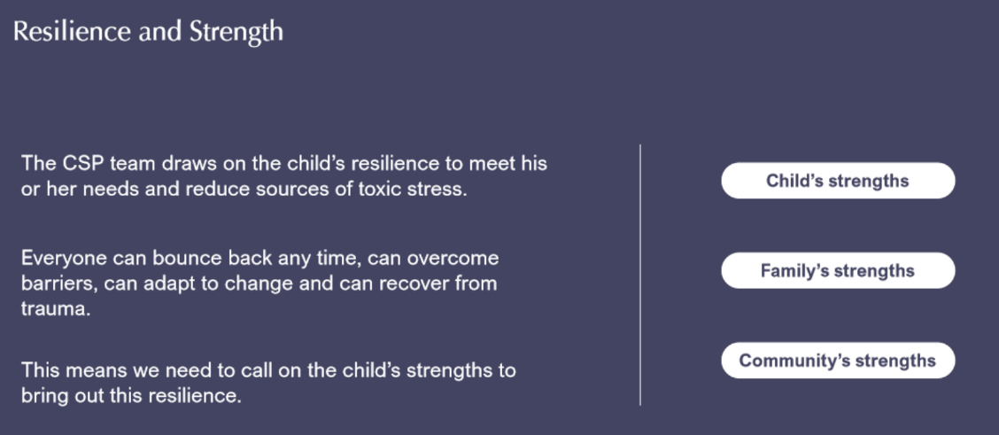 Resilience and Strength
The CSP team draws on the child’s resilience to meet his
or her needs and reduce sources of toxic stress.
Everyone can bounce back any time, can overcome
barriers, can adapt to change and can recover from
trauma.
This means we need to call on the child’s strengths to
bring out this resilience.
Child’s strengths
Family’s strengths
Community’s strengths